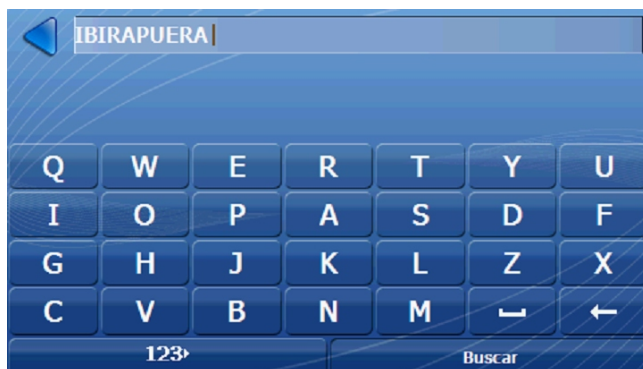 IBIRAPUERA
Q W E R T Y U
I O P A S D F
G H J K L Z X
C V B N M
123
Buscar